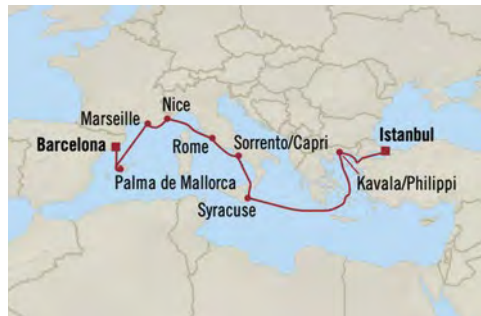 Nice
Marseille
Barcelona
Rome
Sorrento/Capri
Istanbul
Palma de Mallorca
Kavala/Philippi
Syracuse